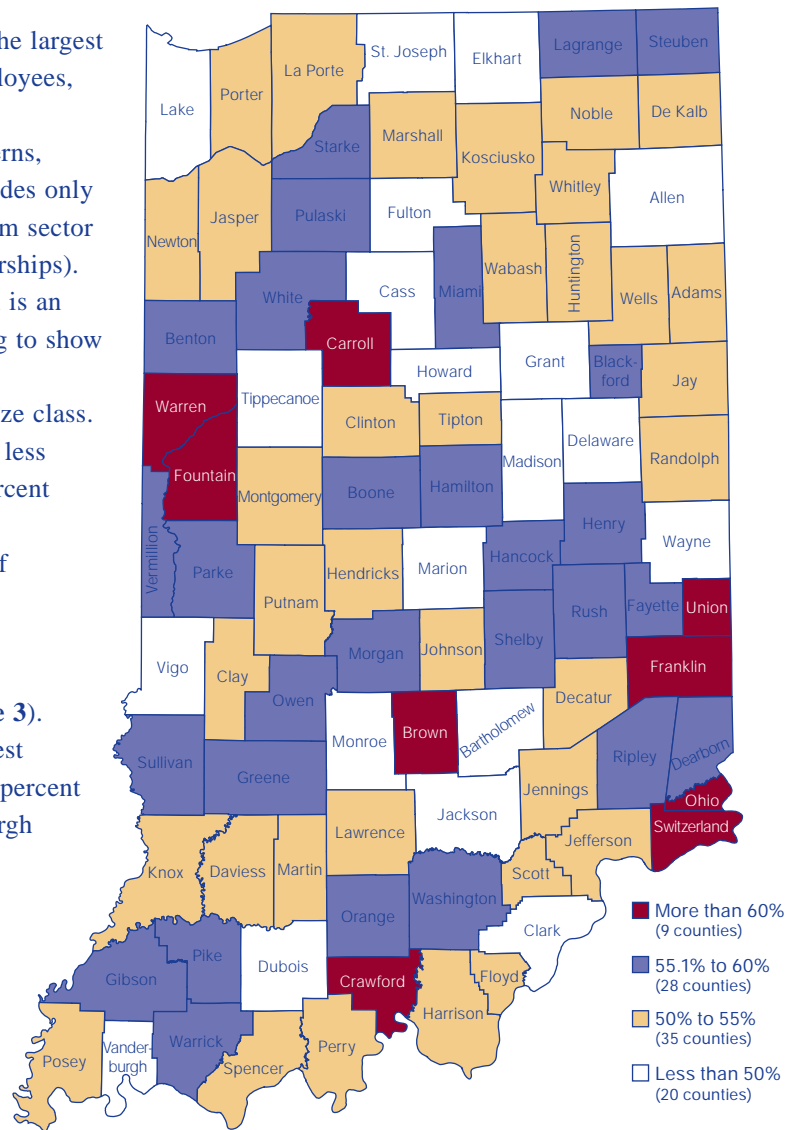 he largest
ployees,
erns,
des only
m sector
rships).
is an
g to show
ize class.
less
rcent
f
e 3).
est
percent
rgh
St. Joseph
Elkhart
Lagrange
Steuben
La Porte
Porter
Lake
Noble
De Kalb
Marshall
Starke
Kosciusko
Whitley
Allen
Fulton
Pulaski
Jasper
Newton
Wabash
Huntington
Wells
Adams
Miami
Cass
White
Benton
Carroll
Grant
Howard
Black-
ford
Jay
Warren
Tippecanoe
Clinton
Tipton
Delaware
Randolph
Madison
Fountain
Montgomery
Boone
Hamilton
Henry
Wayne
Vermillion
Parke
Hendricks
Marion
Hancock
Putnam
Rush
Fayette
Union
Shelby
Johnson
Morgan
Franklin
Vigo
Clay
Owen
Decatur
Brown
Bartholomew
Monroe
Ripley
Dearborn
Sullivan
Greene
Jennings
Ohio
Switzerland
Jackson
Lawrence
Jefferson
Knox
Daviess
Martin
Scott
Washington
Orange
Clark
Pike
Dubois
Gibson
Crawford
Floyd
Harrison
Warrick
Vander-
burgh
Posey
Spencer
Perry
More than 60%
(9 counties)
55.1% to 60%
(28 counties)
50% to 55%
(35 counties)
Less than 50%
(20 counties)